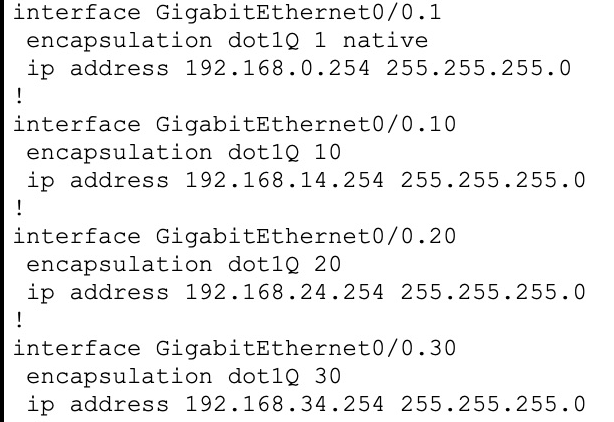 interface GigabitEthernet0/0.1
 encapsulation dot1Q 1 native
 ip address 192.168.0.254 255.255.255.0
!
interface GigabitEthernet0/0.10
 encapsulation dot1Q 10
 ip address 192.168.14.254 255.255.255.0
!
interface GigabitEthernet0/0.20
 encapsulation dot1Q 20
 ip address 192.168.24.254 255.255.255.0
!
interface GigabitEthernet0/0.30
 encapsulation dot1Q 30
 ip address 192.168.34.254 255.255.255.0